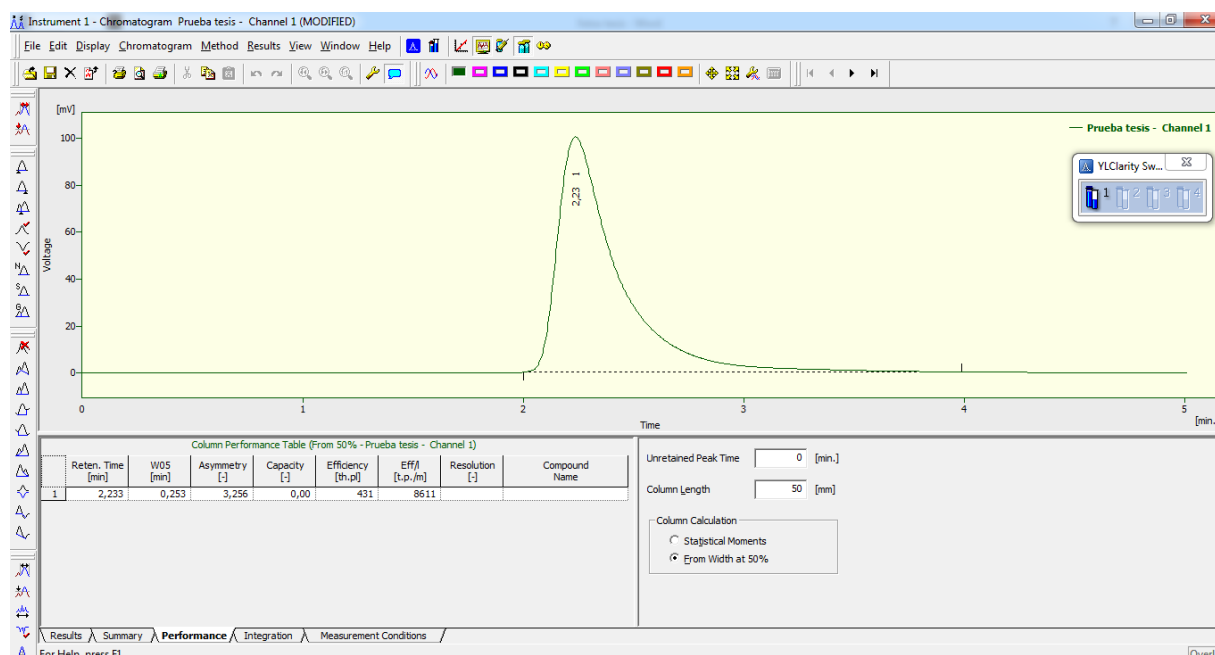 Instrument 1 - Chromatogram Prueba tesis - Channel 1 (MODIFIED)
File Edit Display Chromatogram Method Results View Window Help
[mV]
Prueba tesis - Channel 1
100
80
60
40
20
0
Voltage
2,23 1
YLClarity Sw...
1 2 3 4
0 1 2 3 4 5
Time
[min.
Column Performance Table (From 50% - Prueba tesis - Channel 1)
Reten. Time [min] W05 [min] Asymmetry [-] Capacity [-] Efficiency [th.pl] Eff/l [t.p./m] Resolution [-] Compound Name
1 2,233 0,253 3,256 0,00 431 8611
Unretained Peak Time 0 [min.]
Column Length 50 [mm]
Column Calculation
Statistical Moments
From Width at 50%
Results Summary Performance Integration Measurement Conditions
For Help, press F1
Overl